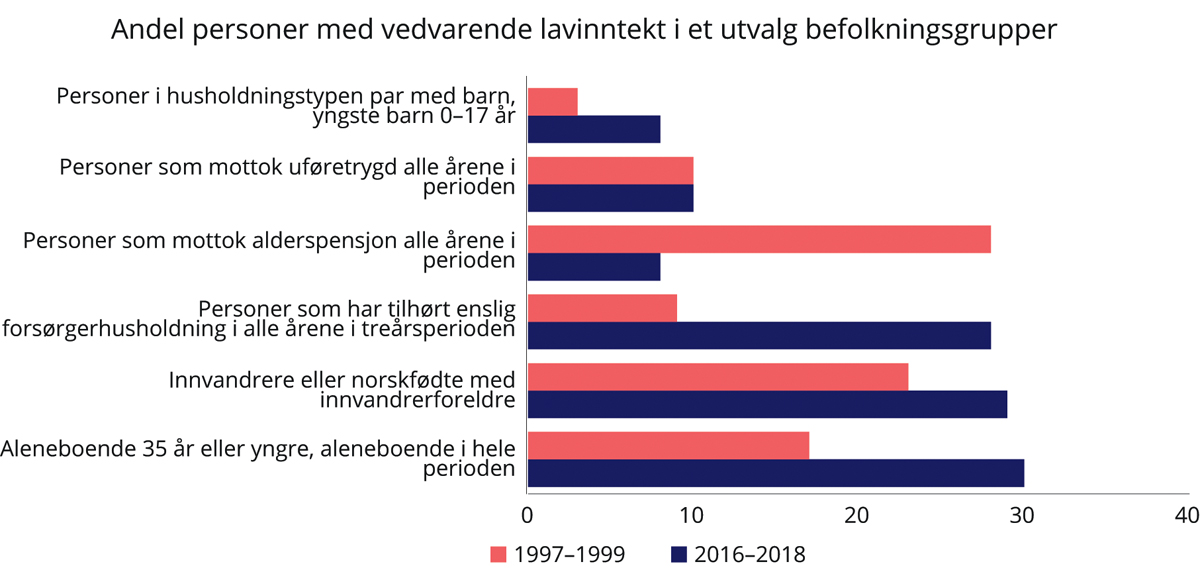 Andel personer med vedvarende lavinntekt i et utvalg befolkningsgrupper
Personer i husholdningstypen par med barn,
yngste barn 0–17 år
Personer som mottok uføretrygd alle årene i
perioden
Personer som mottok alderspensjon alle årene i
perioden
Personer som har tilhørt enslig
forsørgerhusholdning i alle årene i treårsperioden
Innvandrere eller norskfødte med
innvandrerforeldre
Aleneboende 35 år eller yngre, aleneboende i hele
perioden
0 10 20 30 40
1997–1999 2016–2018